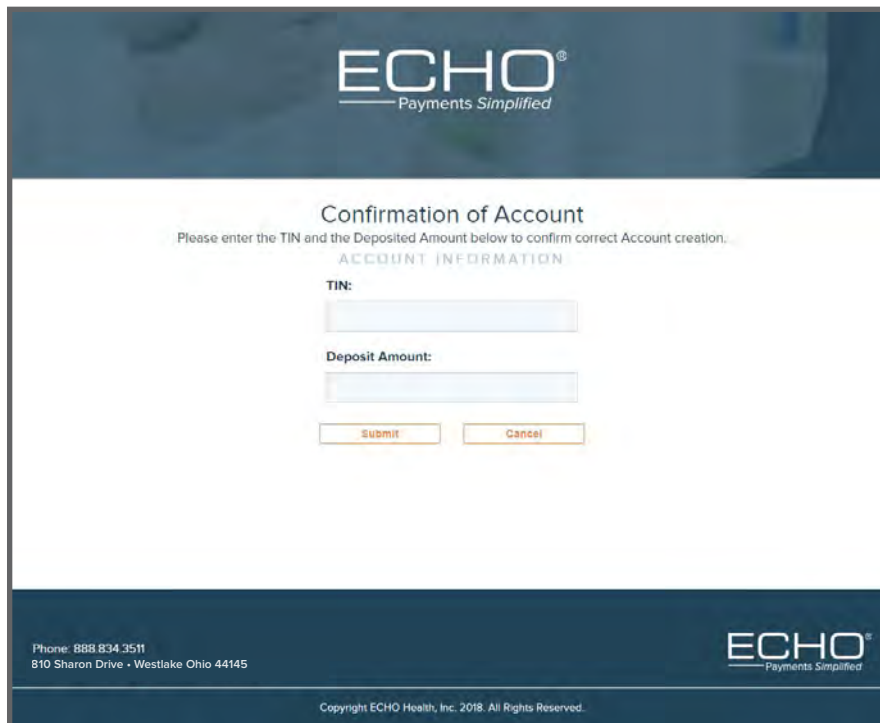 ECHO®
Payments Simplified
Confirmation of Account
Please enter the TIN and the Deposited Amount below to confirm correct Account creation.
ACCOUNT INFORMATION
TIN:
Deposit Amount:
Submit Cancel
Phone: 888.834.3511
810 Sharon Drive • Westlake Ohio 44145
ECHO®
Payments Simplified
Copyright ECHO Health, Inc. 2018. All Rights Reserved.